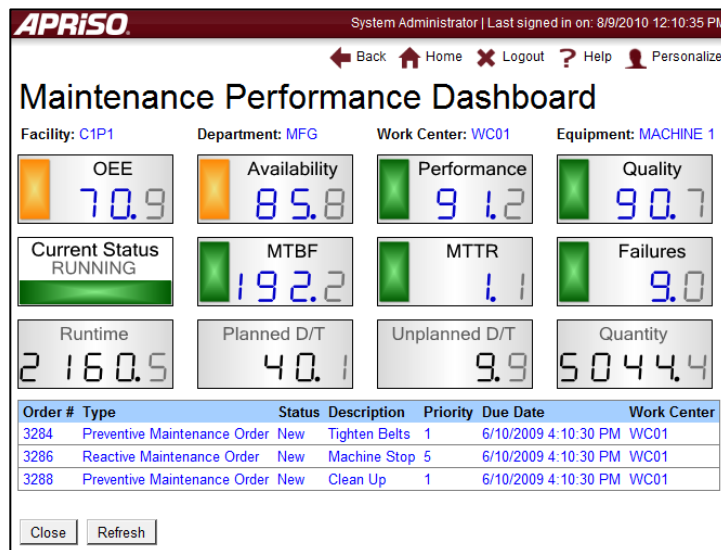 APRiSO.
System Administrator | Last signed in on: 8/9/2010 12:10:35 PM
Back Home Logout ? Help Personalize
Maintenance Performance Dashboard
Facility: C1P1 Department: MFG Work Center: WC01 Equipment: MACHINE 1
OEE Availability Performance Quality
70.9 85.8 91.2 90.7
Current Status MTBF MTTR Failures
RUNNING
192.2 1.1 9.0
Runtime Planned D/T Unplanned D/T Quantity
2160.5 40.1 9.9 5044.4
Order # Type Status Description Priority Due Date Work Center
3284 Preventive Maintenance Order New Tighten Belts 1 6/10/2009 4:10:30 PM WC01
3286 Reactive Maintenance Order New Machine Stop 5 6/10/2009 4:10:30 PM WC01
3288 Preventive Maintenance Order New Clean Up 1 6/10/2009 4:10:30 PM WC01
Close Refresh